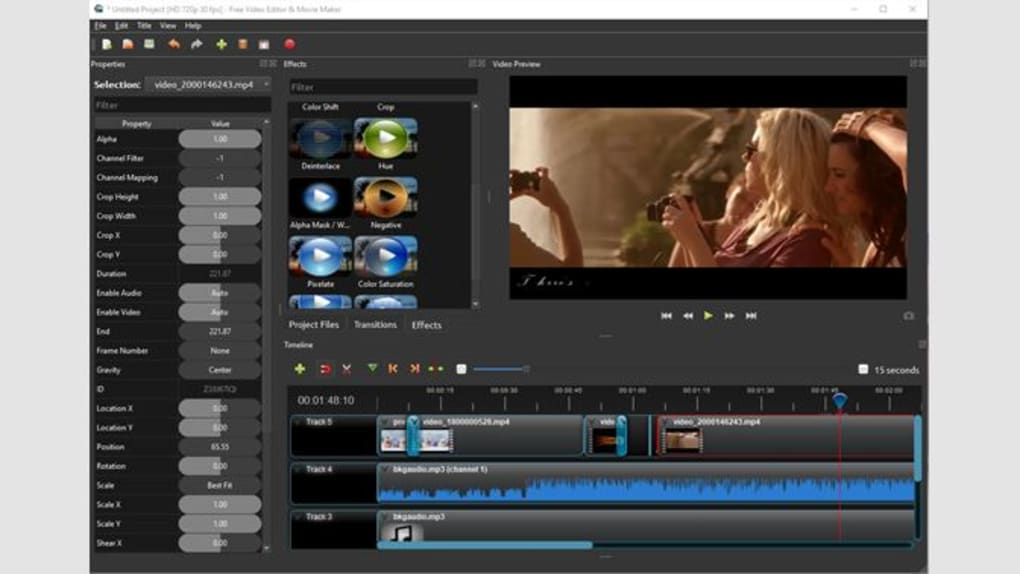 * Untitled Project [HD 720p 30 fps] - Free Video Editor & Movie Maker
File Edit Title View Help
Properties
Selection: video_2000146243.mp4
Filter
Property Value
Alpha 1.00
Channel Filter -1
Channel Mapping -1
Crop Height 1.00
Crop Width 1.00
Crop X 0.00
Crop Y 0.00
Duration 221.87
Enable Audio Auto
Enable Video Auto
End 221.87
Frame Number None
Gravity Center
ID
Location X 0.00
Location Y 0.00
Position 65.55
Rotation 0.00
Scale Best Fit
Scale X 1.00
Scale Y 1.00
Shear X 0.00
Effects
Filter
Color Shift Crop
Deinterlace Hue
Alpha Mask / W... Negative
Pixelate Color Saturation
Project Files Transitions Effects
Video Preview
Timeline
15 seconds
00:01:48:10
00:00:15 00:00:30 00:00:45 00:01:00 00:01:15 00:01:30 00:01:45 00:02:00
Track 5 video_1800000526.mp4 video_2000146243.mp4
Track 4 bkgaudio.mp3 (channel 1)
Track 3 bkgaudio.mp3